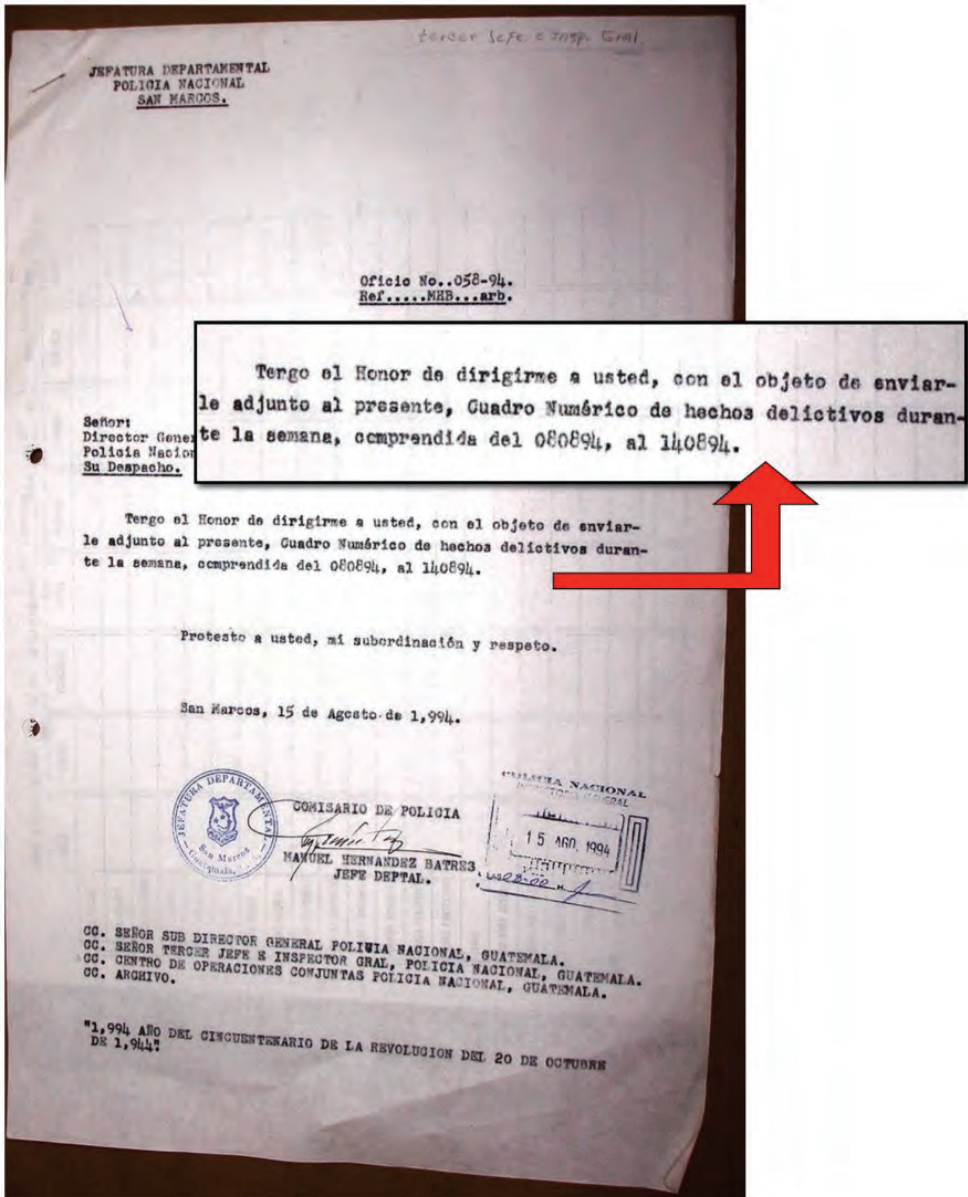 tercer Jefe e Insp. Gral.
JEFATURA DEPARTAMENTAL
POLICIA NACIONAL
SAN MARCOS.
Oficio No..058-94.
Ref.....MHB...arb.
Tergo el Honor de dirigirme a usted, con el objeto de enviar-
le adjunto al presente, Cuadro Numérico de hechos delictivos duran-
te la semana, comprendida del 080894, al 140894.
Señor:
Director Gene
Policia Nacion
Su Despacho.
Tergo el Honor de dirigirme a usted, con el objeto de enviar-
le adjunto al presente, Cuadro Numérico de hechos delictivos duran-
te la semana, comprendida del 080894, al 140894.
Protesto a usted, mi subordinación y respeto.
San Marcos, 15 de Agosto de 1,994.
JEFATURA DEPARTAMENTAL
San Marcos
Guatemala,
COMISARIO DE POLICIA
MANUEL HERNANDEZ BATRES
JEFE DEPTAL.
POLICIA NACIONAL
GENERAL
15 AGO. 1994
CC. SEÑOR SUB DIRECTOR GENERAL POLIVIA NACIONAL, GUATEMALA.
CC. SEÑOR TERCER JEFE E INSPECTOR GRAL, POLICIA NACIONAL, GUATEMALA.
CC. CENTRO DE OPERACIONES CONJUNTAS POLICIA NACIONAL, GUATEMALA.
CC. ARCHIVO.
"1,994 AÑO DEL CINCUENTENARIO DE LA REVOLUCION DEL 20 DE OCTUBRE
DE 1,944"